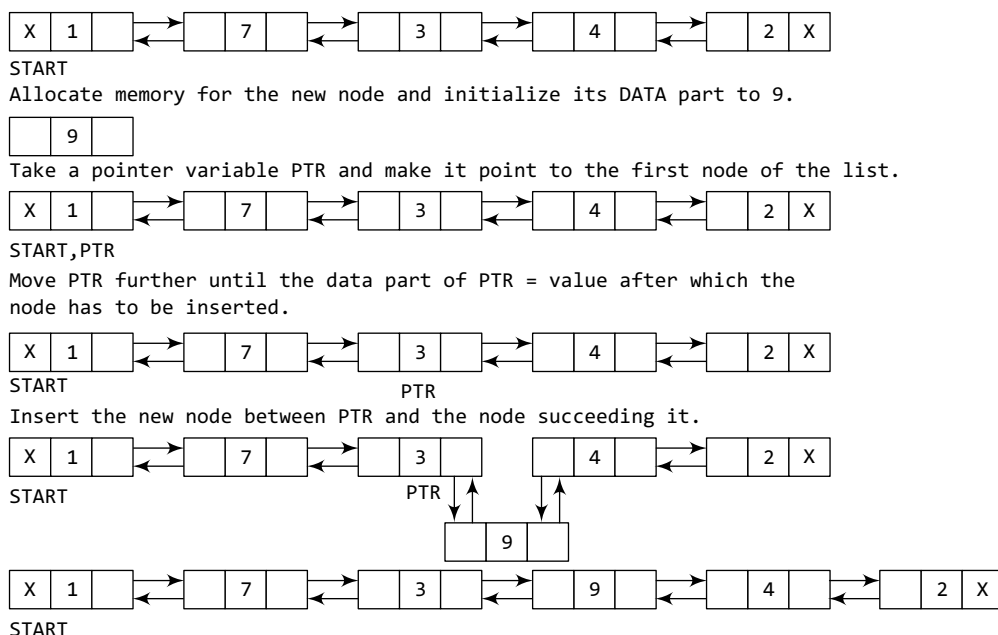 X 1 7 3 4 2 X
START
Allocate memory for the new node and initialize its DATA part to 9.
9
Take a pointer variable PTR and make it point to the first node of the list.
X 1 7 3 4 2 X
START,PTR
Move PTR further until the data part of PTR = value after which the
node has to be inserted.
X 1 7 3 4 2 X
START PTR
Insert the new node between PTR and the node succeeding it.
X 1 7 3 4 2 X
START PTR
9
X 1 7 3 9 4 2 X
START